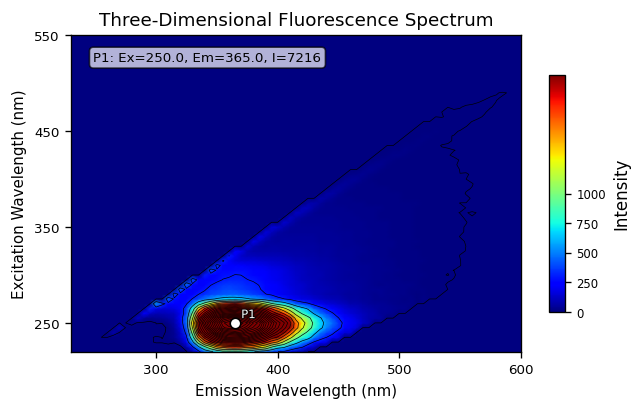 Three-Dimensional Fluorescence Spectrum
P1: Ex=250.0, Em=365.0, I=7216
550
450
350
250
Excitation Wavelength (nm)
P1
300
400
500
600
Emission Wavelength (nm)
1000
750
500
250
0
Intensity